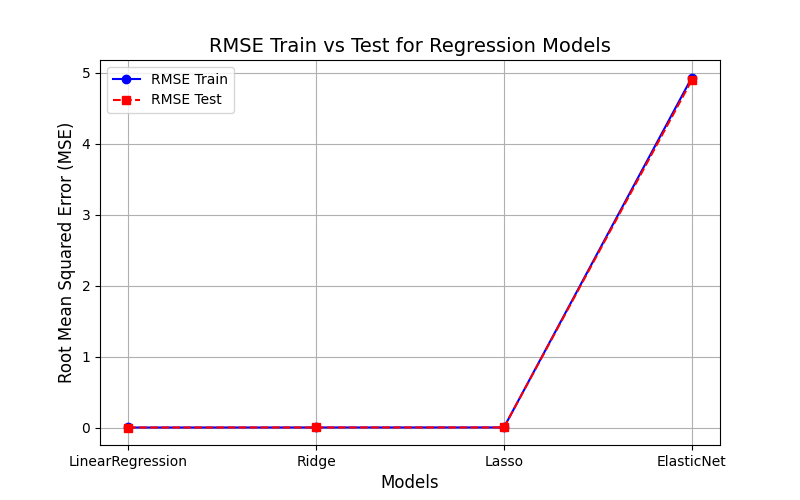 RMSE Train vs Test for Regression Models
RMSE Train
RMSE Test
Root Mean Squared Error (MSE)
5
4
3
2
1
0
LinearRegression Ridge Lasso ElasticNet
Models